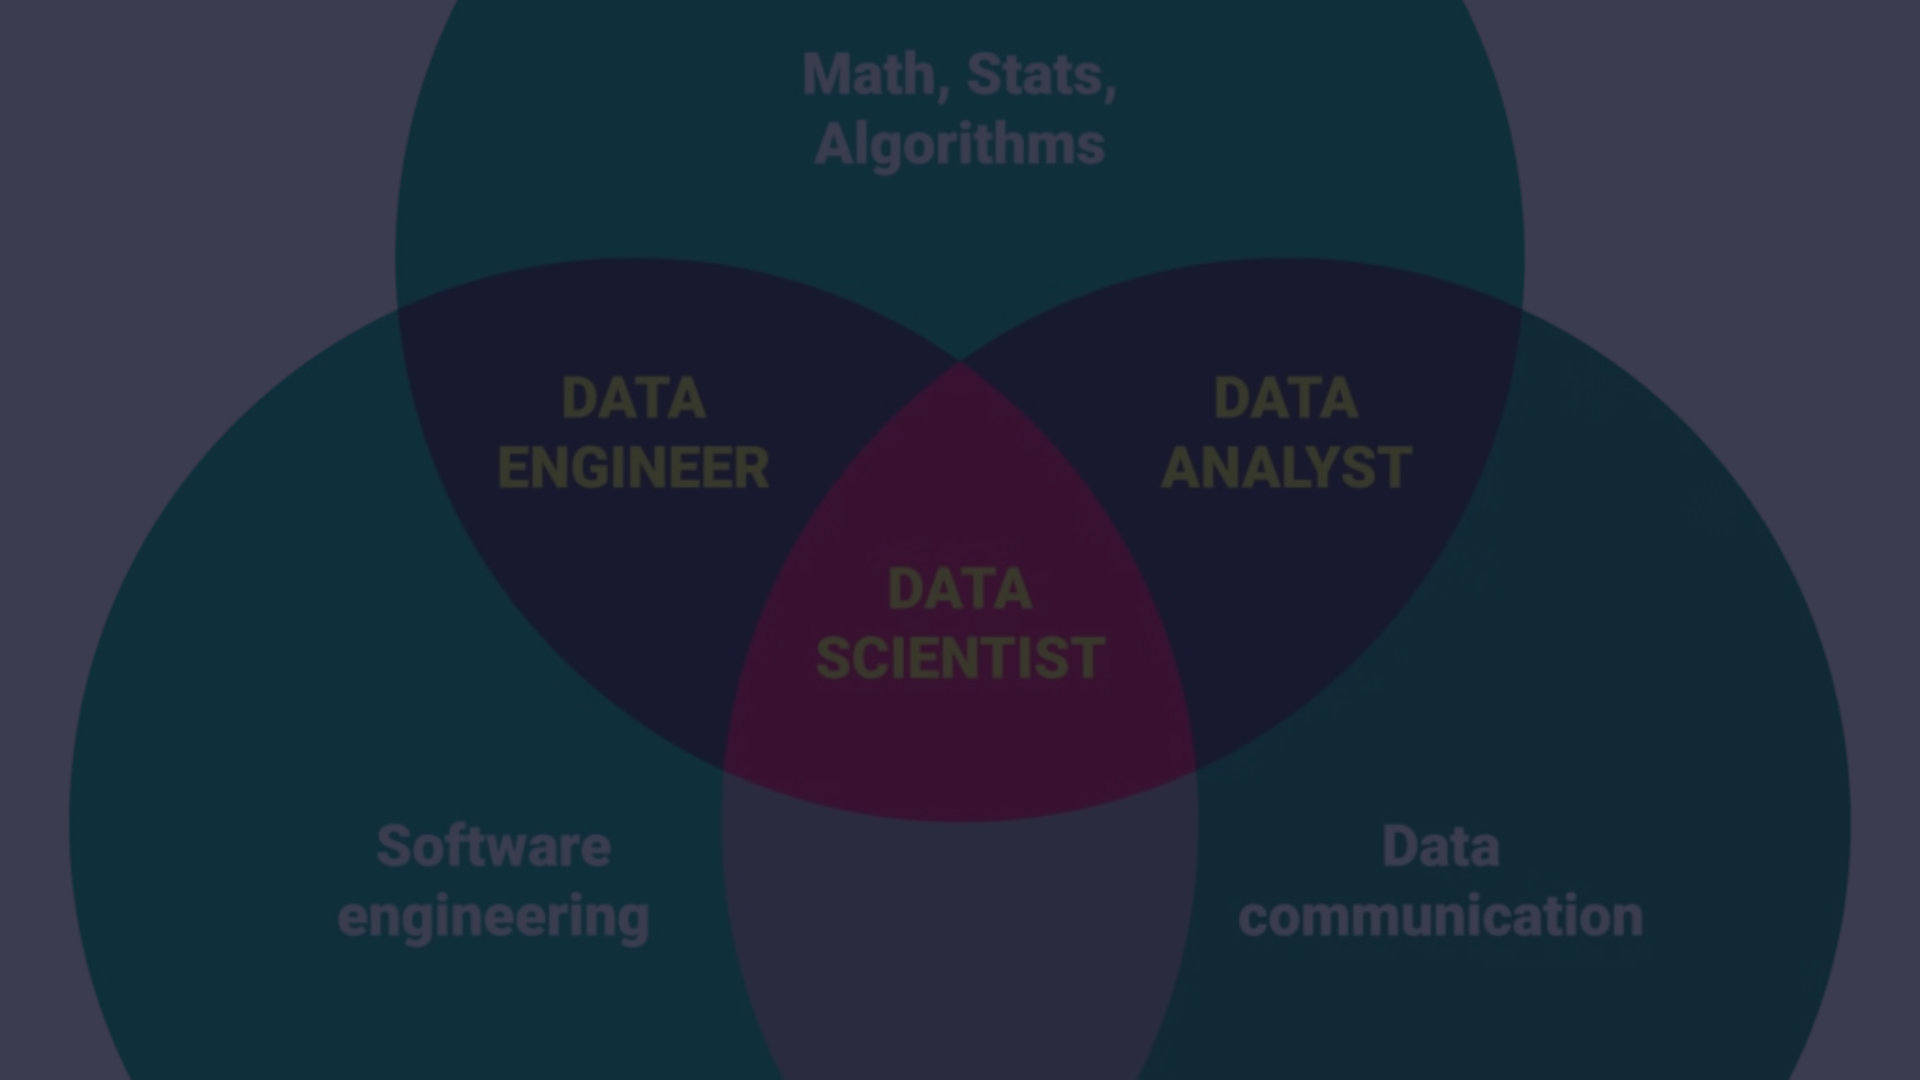 Math, Stats,
Algorithms
DATA
ENGINEER
DATA
ANALYST
DATA
SCIENTIST
Software
engineering
Data
communication